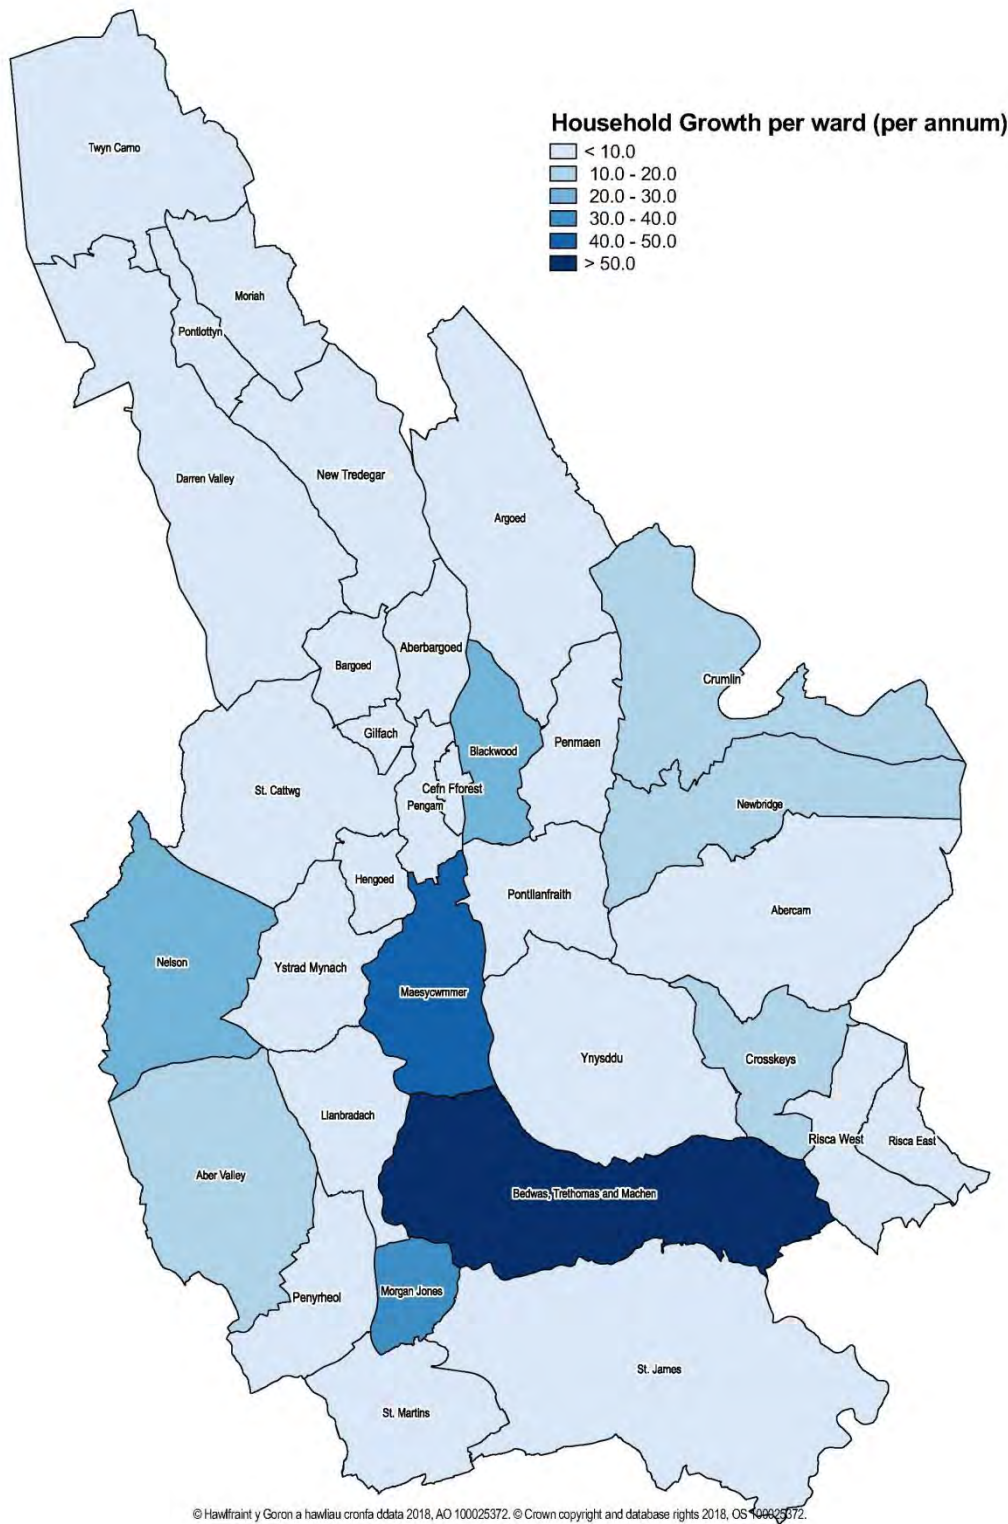 Household Growth per ward (per annum)
< 10.0
10.0 - 20.0
20.0 - 30.0
30.0 - 40.0
40.0 - 50.0
> 50.0
Twyn Carno
Moriah
Pontlottyn
Darren Valley
New Tredegar
Argoed
Bargoed
Aberbargoed
Crumlin
Gilfach
Blackwood
Penmaen
St. Cattwg
Cefn Fforest
Pengam
Newbridge
Hengoed
Pontllanfraith
Abercarn
Nelson
Ystrad Mynach
Maesycwmmer
Ynysddu
Crosskeys
Llanbradach
Risca West
Risca East
Aber Valley
Bedwas, Trethomas and Machen
Penyrheol
Morgan Jones
St. James
St. Martins
© Hawlfraint y Goron a hawliau cronfa ddata 2018, AO 100025372. © Crown copyright and database rights 2018, OS 100025372.